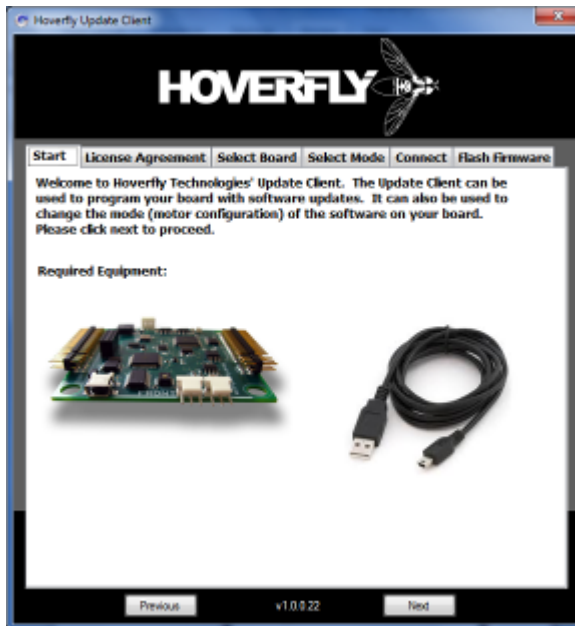 Hoverfly Update Client
HOVERFLY
Start License Agreement Select Board Select Mode Connect Flash Firmware
Welcome to Hoverfly Technologies' Update Client. The Update Client can be
used to program your board with software updates. It can also be used to
change the mode (motor configuration) of the software on your board.
Please click next to proceed.
Required Equipment:
Previous v1.0.0.22 Next